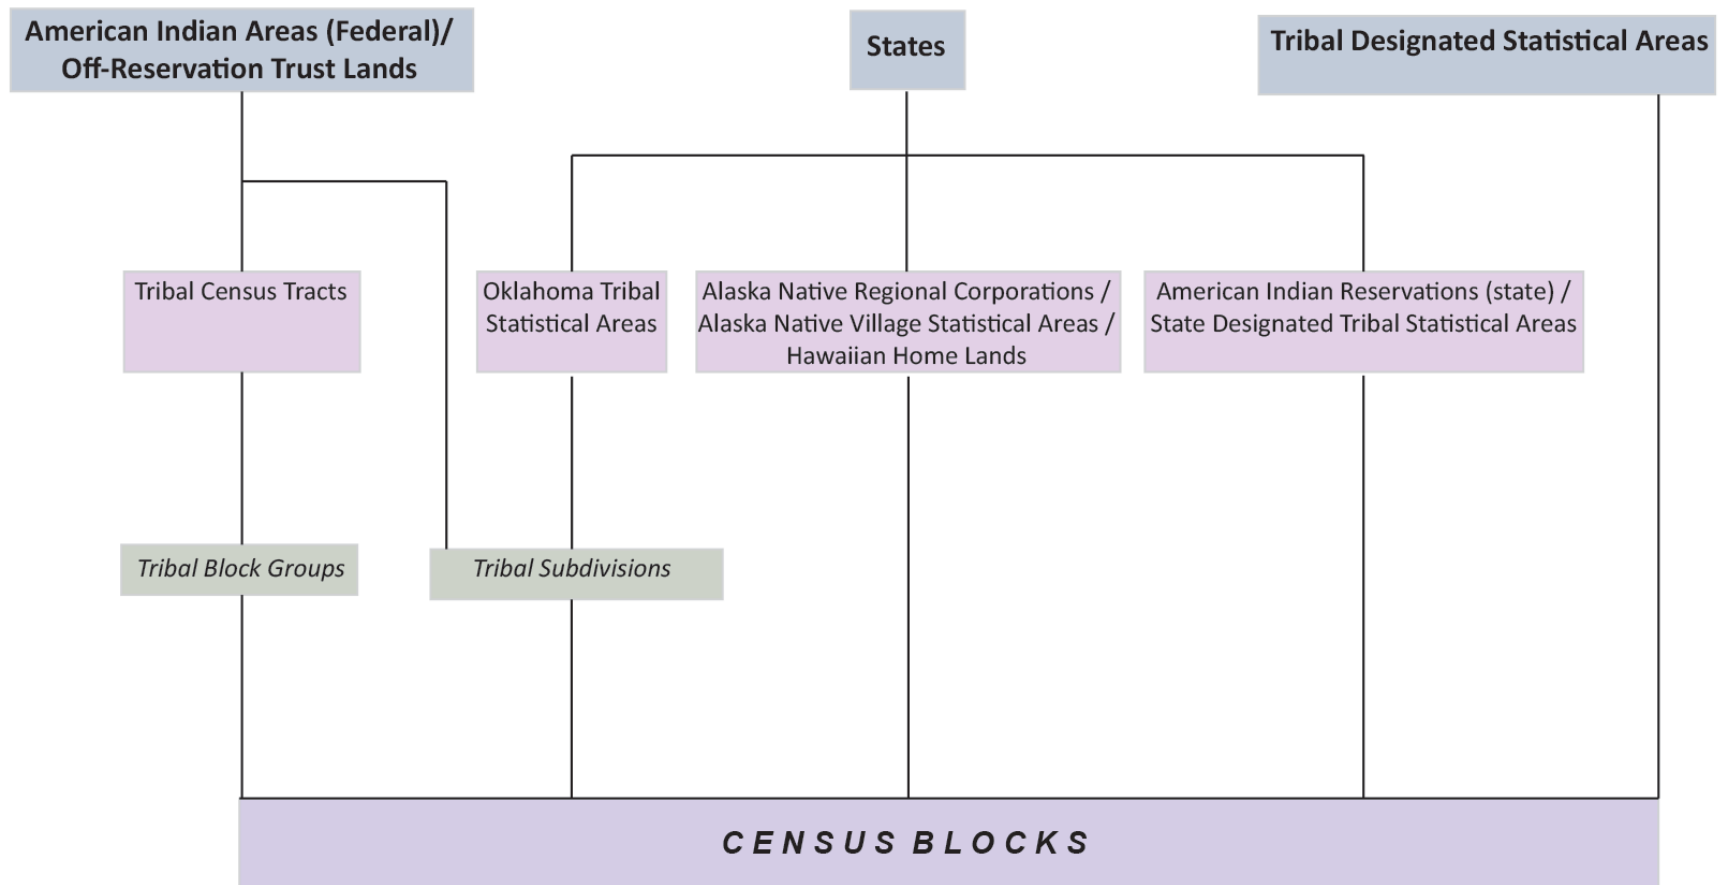 American Indian Areas (Federal)/
Off-Reservation Trust Lands
States
Tribal Designated Statistical Areas
Tribal Census Tracts
Oklahoma Tribal
Statistical Areas
Alaska Native Regional Corporations /
Alaska Native Village Statistical Areas /
Hawaiian Home Lands
American Indian Reservations (state) /
State Designated Tribal Statistical Areas
Tribal Block Groups
Tribal Subdivisions
CENSUS BLOCKS